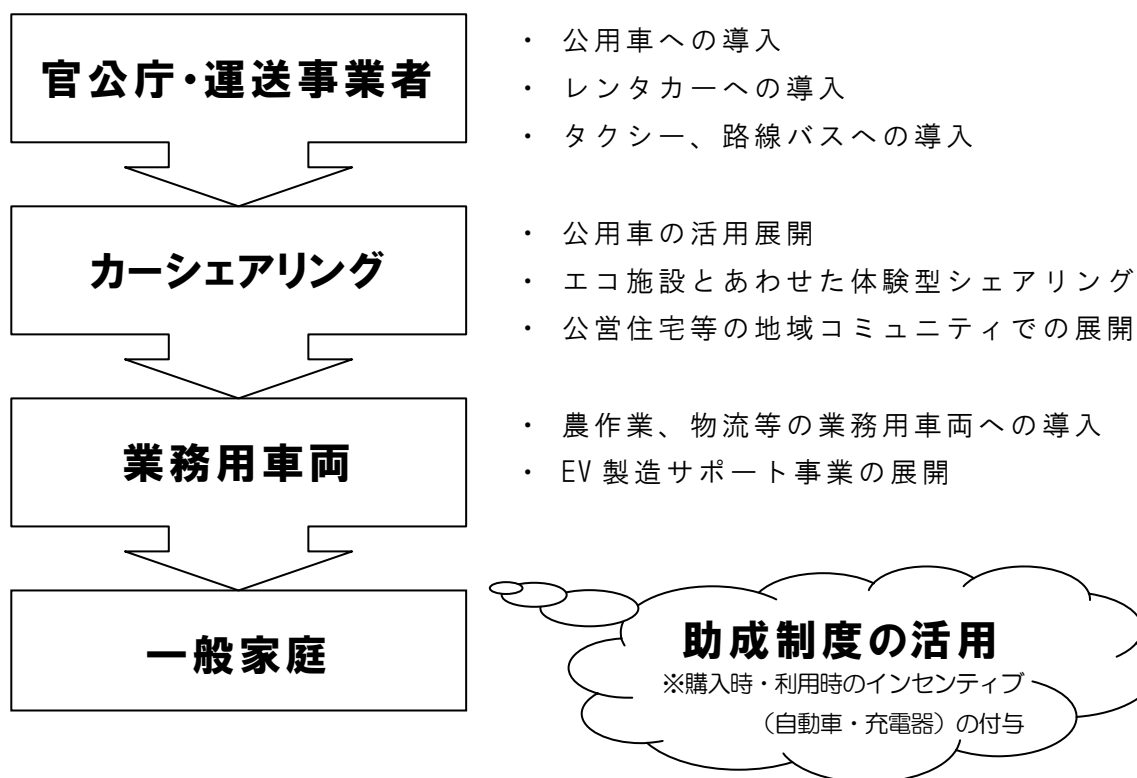 官公庁・運送事業者
・ 公用車への導入
・ レンタカーへの導入
・ タクシー、路線バスへの導入
カーシェアリング
・ 公用車の活用展開
・ エコ施設とあわせた体験型シェアリング
・ 公営住宅等の地域コミュニティでの展開
業務用車両
・ 農作業、物流等の業務用車両への導入
・ EV製造サポート事業の展開
一般家庭
助成制度の活用
※購入時・利用時のインセンティブ
（自動車・充電器）の付与